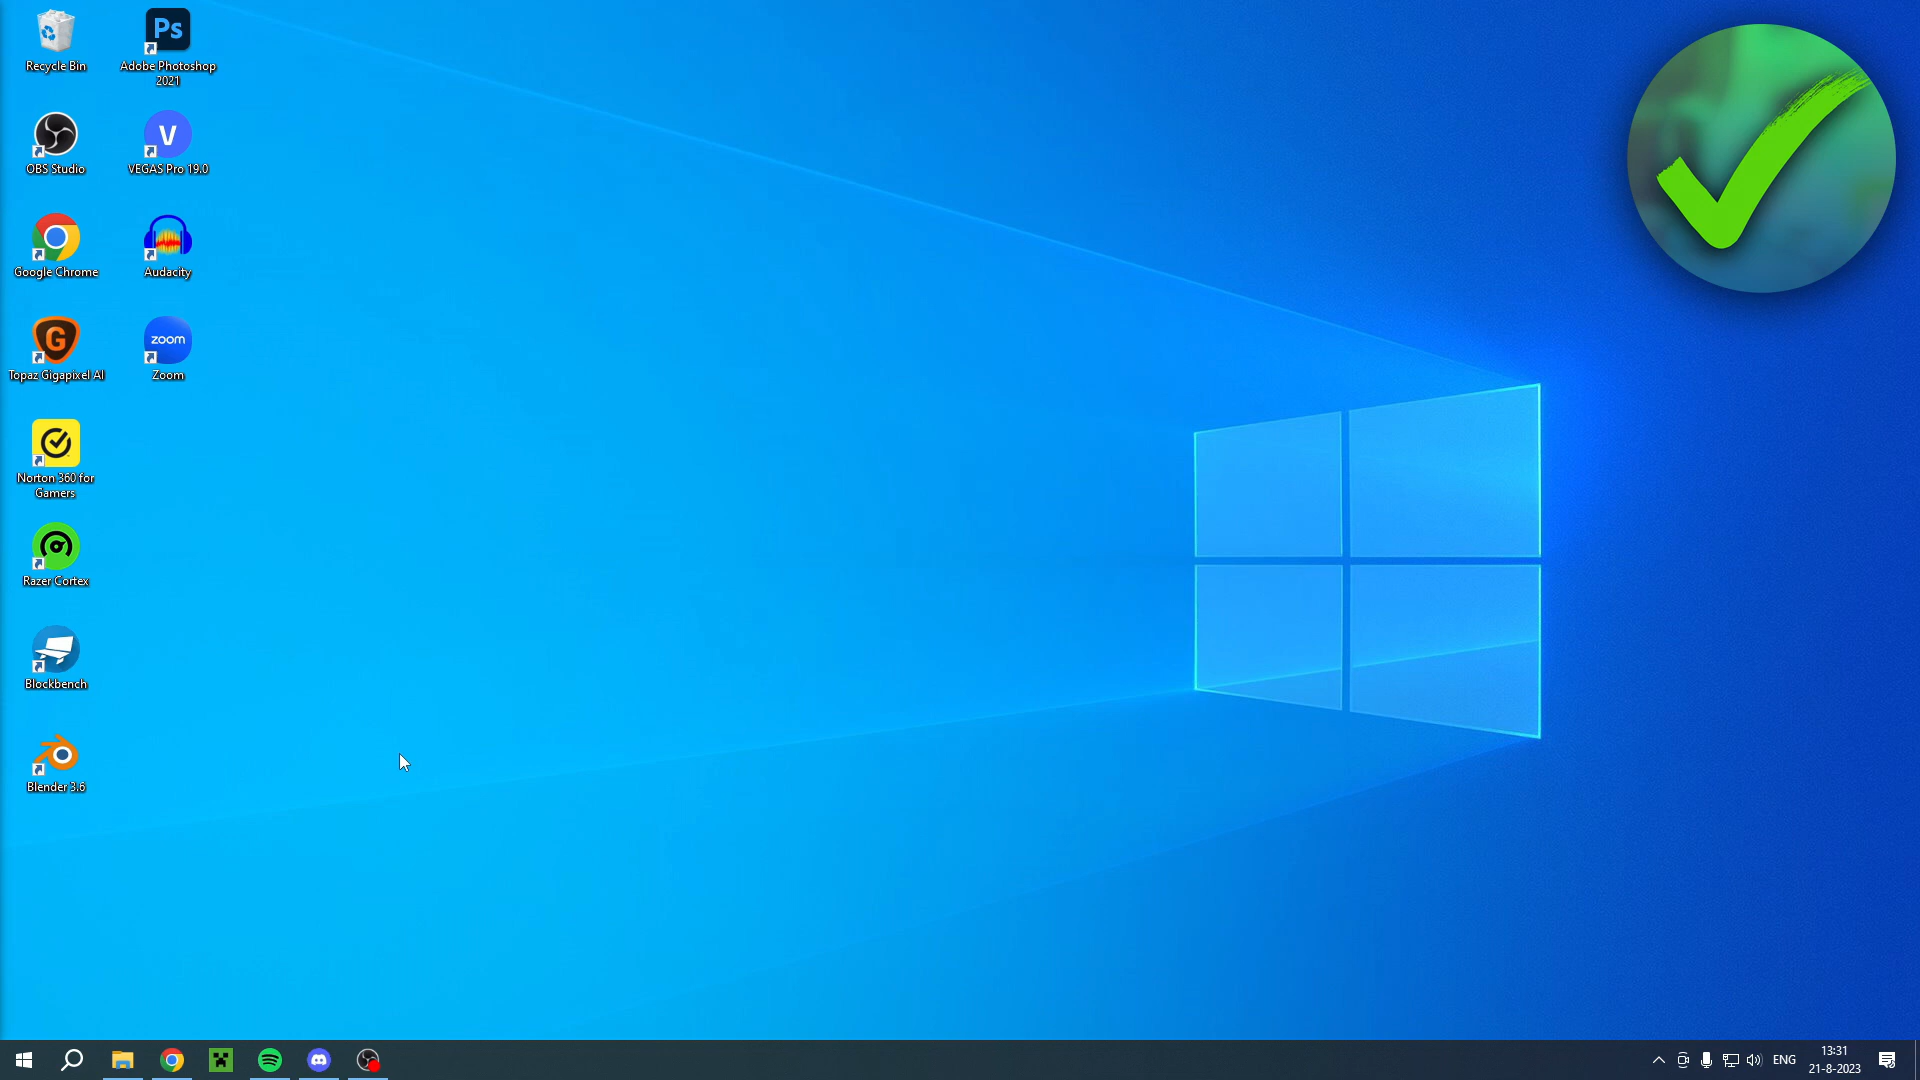 Recycle Bin
Ps
Adobe Photoshop
2021
OBS Studio
V
VEGAS Pro 19.0
Google Chrome
Audacity
G
Topaz Gigapixel AI
zoom
Zoom
Norton 360 for
Gamers
Razer Cortex
Blockbench
Blender 3.6
ENG
13:31
21-8-2023